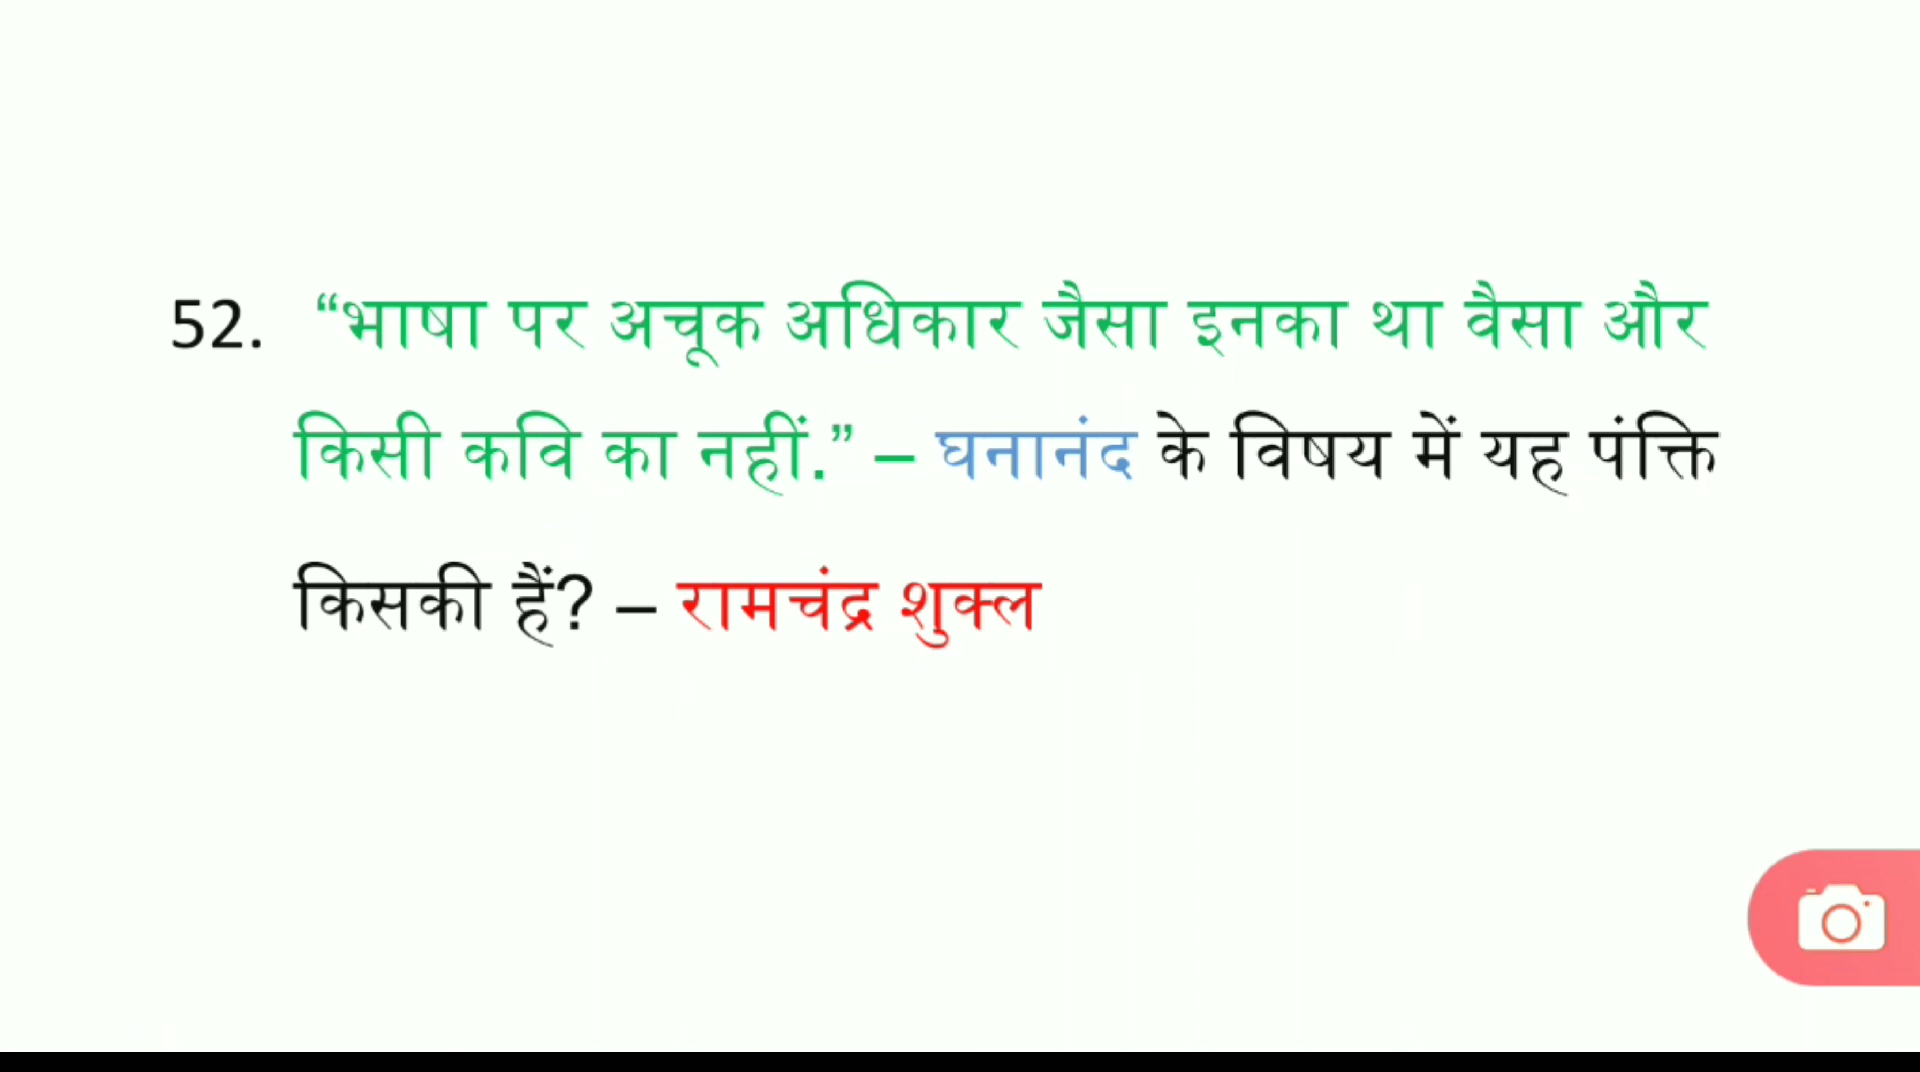 52. “भाषा पर अचूक अधिकार जैसा इनका था वैसा और
किसी कवि का नहीं.” – घनानंद के विषय में यह पंक्ति
किसकी हैं? – रामचंद्र शुक्ल